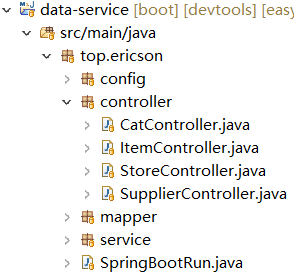 data-service [boot] [devtools] [eas
src/main/java
top.ericson
config
controller
CatController.java
ItemController.java
StoreController.java
SupplierController.java
mapper
service
SpringBootRun.java